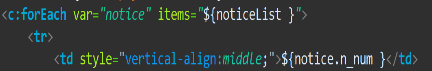 <c:forEach var="notice" items="${noticeList }">
<tr>
<td style="vertical-align:middle;">${notice.n_num }</td>